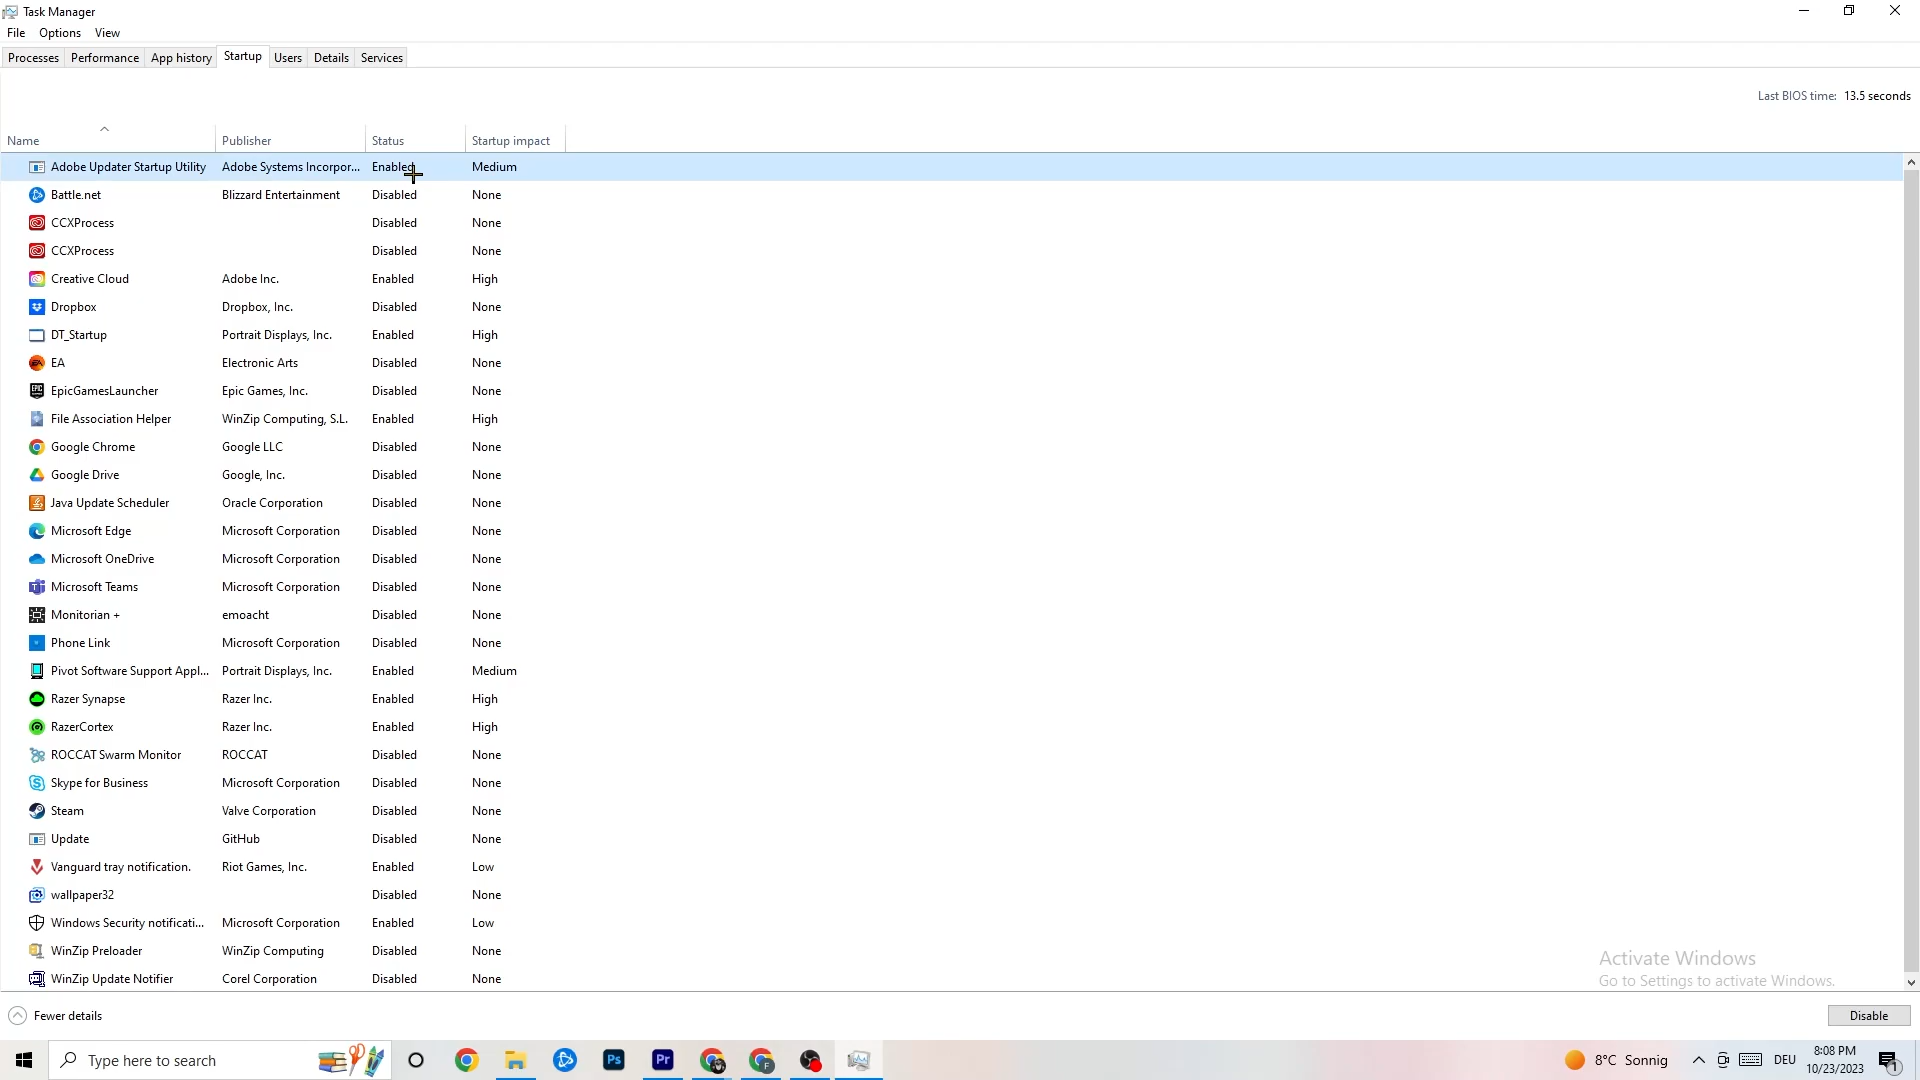 Task Manager
File Options View
Processes Performance App history Startup Users Details Services
Last BIOS time: 13.5 seconds
Name Publisher Status Startup impact
Adobe Updater Startup Utility Adobe Systems Incorpor... Enabled Medium
Battle.net Blizzard Entertainment Disabled None
CCXProcess Disabled None
CCXProcess Disabled None
Creative Cloud Adobe Inc. Enabled High
Dropbox Dropbox, Inc. Disabled None
DT_Startup Portrait Displays, Inc. Enabled High
EA Electronic Arts Disabled None
EpicGamesLauncher Epic Games, Inc. Disabled None
File Association Helper WinZip Computing, S.L. Enabled High
Google Chrome Google LLC Disabled None
Google Drive Google, Inc. Disabled None
Java Update Scheduler Oracle Corporation Disabled None
Microsoft Edge Microsoft Corporation Disabled None
Microsoft OneDrive Microsoft Corporation Disabled None
Microsoft Teams Microsoft Corporation Disabled None
Monitorian + emoacht Disabled None
Phone Link Microsoft Corporation Disabled None
Pivot Software Support Appl... Portrait Displays, Inc. Enabled Medium
Razer Synapse Razer Inc. Enabled High
RazerCortex Razer Inc. Enabled High
ROCCAT Swarm Monitor ROCCAT Disabled None
Skype for Business Microsoft Corporation Disabled None
Steam Valve Corporation Disabled None
Update GitHub Disabled None
Vanguard tray notification. Riot Games, Inc. Enabled Low
wallpaper32 Disabled None
Windows Security notificati... Microsoft Corporation Enabled Low
WinZip Preloader WinZip Computing Disabled None
WinZip Update Notifier Corel Corporation Disabled None
Activate Windows
Go to Settings to activate Windows.
Fewer details Disable
Type here to search Ps Pr F 8°C Sonnig DEU 8:08 PM
10/23/2023 1